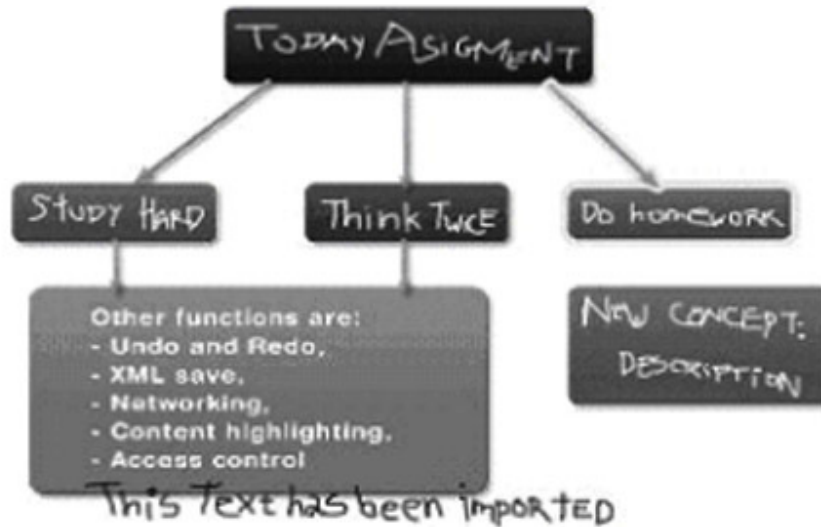 TODAY ASIGMENT
STUDY HARD
Think TWICE
Do homework
Other functions are:
- Undo and Redo,
- XML save,
- Networking,
- Content highlighting,
- Access control
NEW CONCEPT:
DESCRIPTION
This Text has been imPORTED